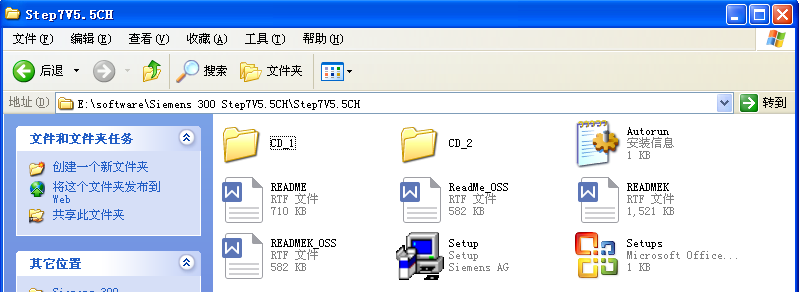 Step7V5.5CH
文件(F) 编辑(E) 查看(V) 收藏(A) 工具(T) 帮助(H)
后退 搜索 文件夹
地址(D) E:\software\Siemens 300 Step7V5.5CH\Step7V5.5CH 转到
文件和文件夹任务
创建一个新文件夹
将这个文件夹发布到
Web
共享此文件夹
其它位置
Siemens 300
CD_1
CD_2
Autorun
安装信息
1 KB
README
RTF 文件
710 KB
ReadMe_OSS
RTF 文件
582 KB
READMEK
RTF 文件
1,521 KB
READMEK_OSS
RTF 文件
582 KB
Setup
Setup
Siemens AG
Setups
Microsoft Office...
1 KB